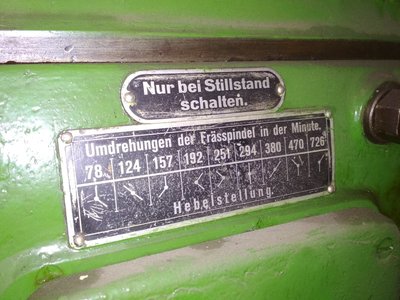 Nur bei Stillstand
schalten.
Umdrehungen der Frässpindel in der Minute.
78 124 157 192 251 294 380 470 726
Hebelstellung.